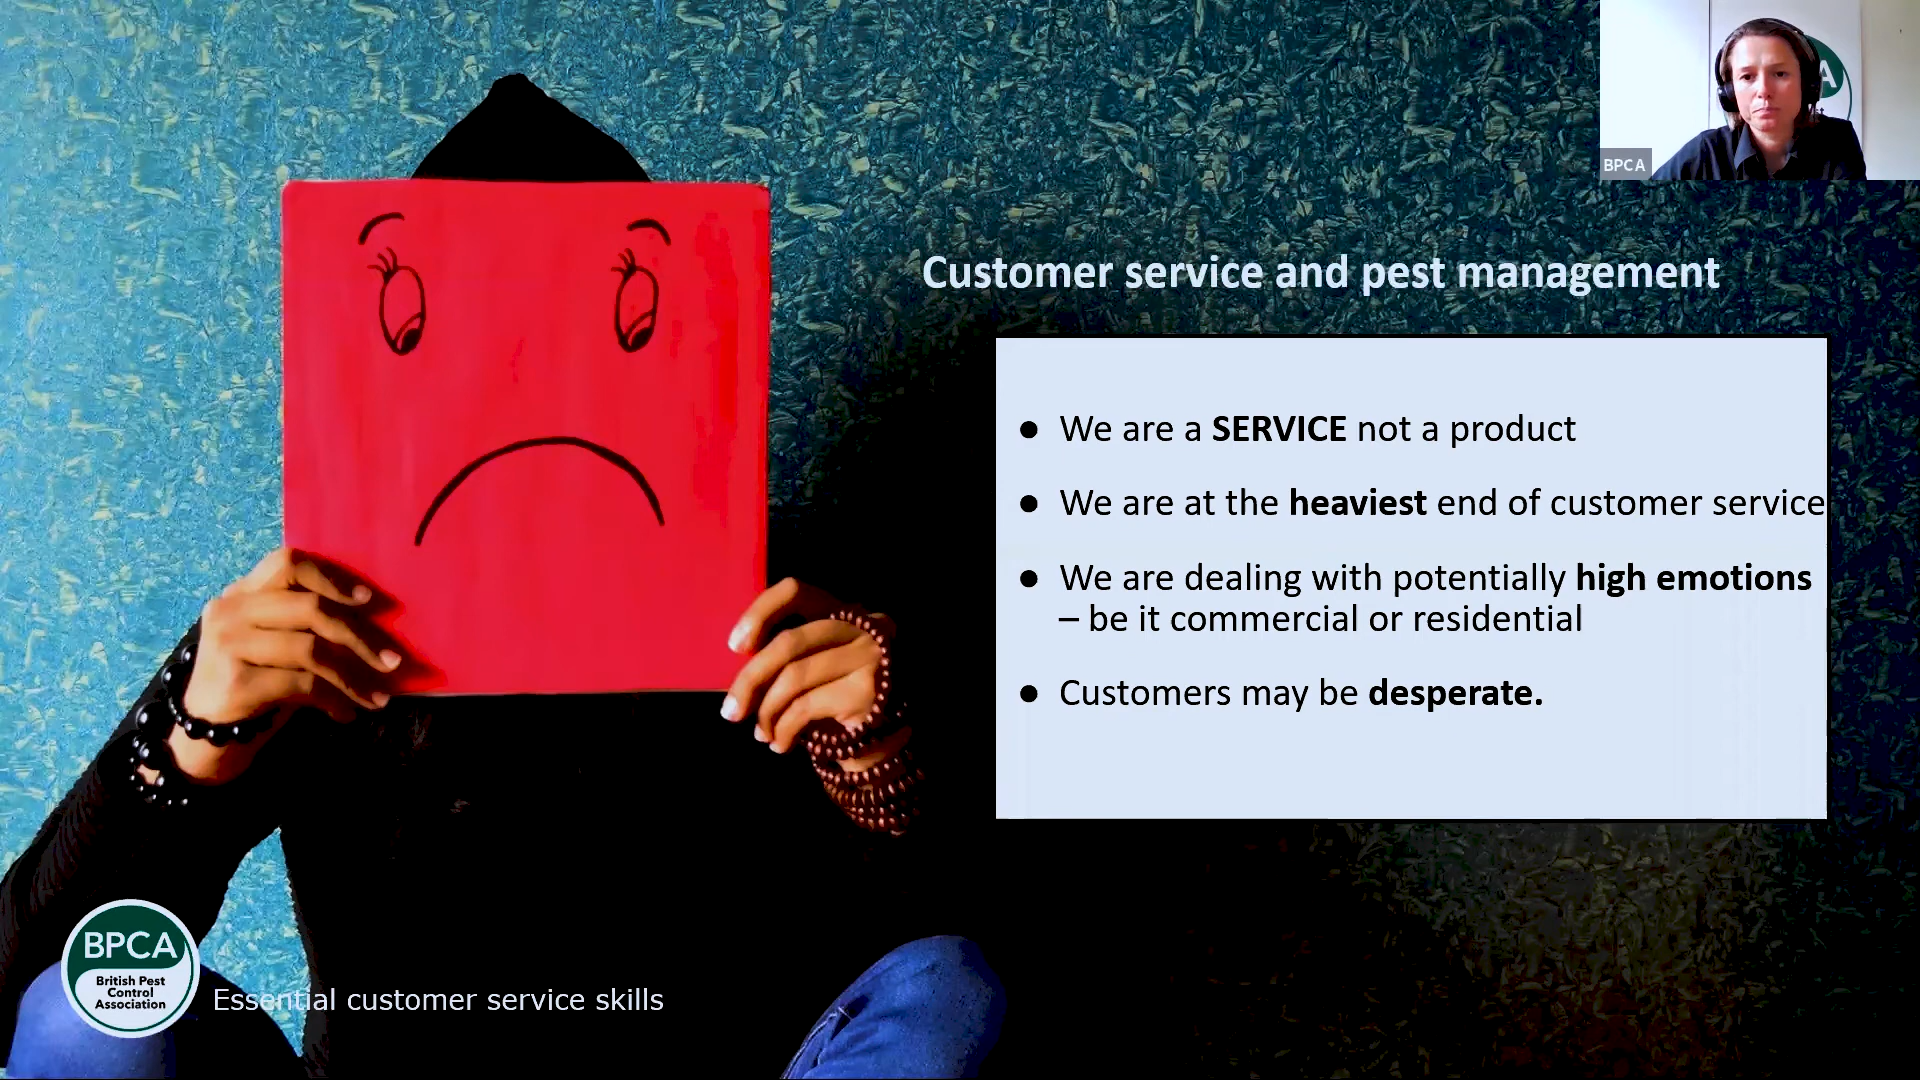 BPCA
Customer service and pest management
● We are a SERVICE not a product
● We are at the heaviest end of customer service
● We are dealing with potentially high emotions
– be it commercial or residential
● Customers may be desperate.
BPCA
British Pest
Control
Association
Essential customer service skills